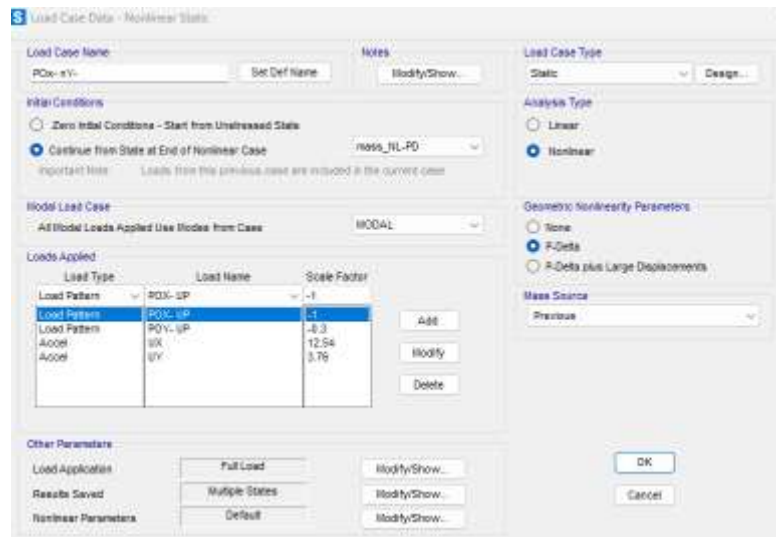 S Load Case Data - Nonlinear Static
Load Case Name
Notes
Load Case Type
POx- nY-
Set Def Name
Modify/Show...
Static
Design...
Initial Conditions
Analysis Type
Zero Initial Conditions - Start from Unstressed State
Linear
Continue from State at End of Nonlinear Case
mass_NL-PD
Nonlinear
Important Note: Loads from this previous case are included in the current case
Modal Load Case
Geometric Nonlinearity Parameters
All Modal Loads Applied Use Modes from Case
MODAL
None
P-Delta
P-Delta plus Large Displacements
Loads Applied
Load Type Load Name Scale Factor
Load Pattern POX- UP -1
Mass Source
Previous
Load Pattern POX- UP -1
Load Pattern POY- UP -0.3
Accel UX 12.54
Accel UY 3.76
Add
Modify
Delete
Other Parameters
Load Application Full Load Modify/Show...
Results Saved Multiple States Modify/Show...
Nonlinear Parameters Default Modify/Show...
OK
Cancel